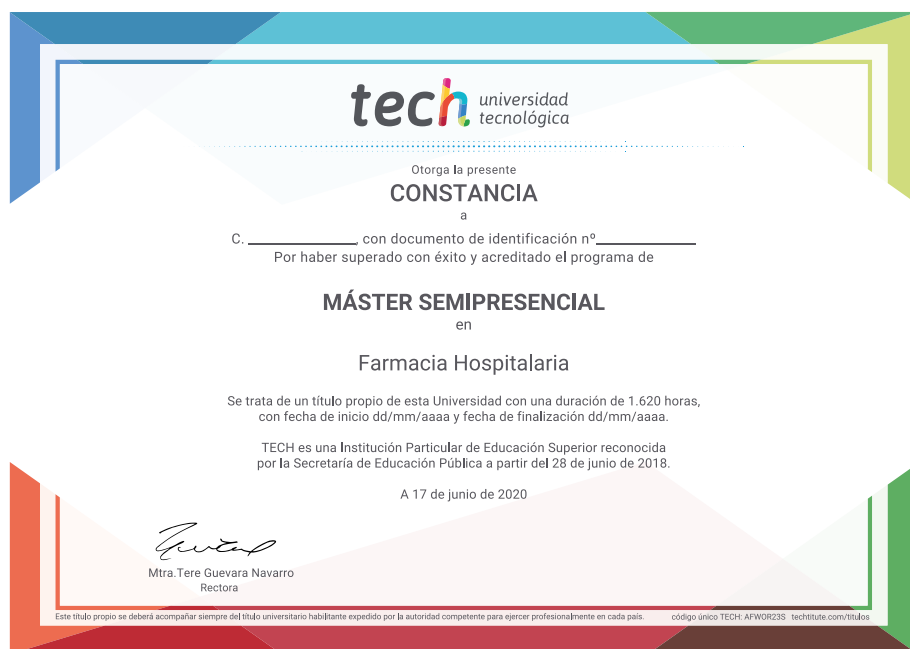 tech universidad
tecnológica
Otorga la presente
CONSTANCIA
a
C. ____________, con documento de identificación nº____________
Por haber superado con éxito y acreditado el programa de
MÁSTER SEMIPRESENCIAL
en
Farmacia Hospitalaria
Se trata de un título propio de esta Universidad con una duración de 1.620 horas,
con fecha de inicio dd/mm/aaaa y fecha de finalización dd/mm/aaaa.
TECH es una Institución Particular de Educación Superior reconocida
por la Secretaría de Educación Pública a partir del 28 de junio de 2018.
A 17 de junio de 2020
Mtra.Tere Guevara Navarro
Rectora
Este título propio se deberá acompañar siempre del título universitario habilitante expedido por la autoridad competente para ejercer profesionalmente en cada país. código único TECH: AFWOR23S techtitute.com/titulos